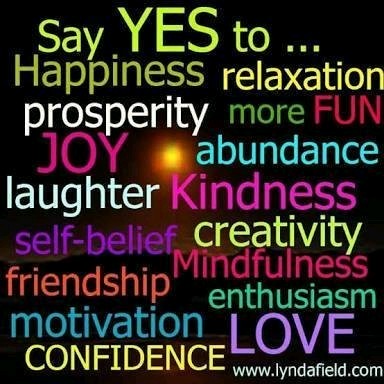 Say YES to ...
Happiness relaxation
prosperity more FUN
JOY abundance
laughter Kindness
self-belief creativity
Mindfulness
friendship enthusiasm
motivation LOVE
CONFIDENCE www.lyndafield.com